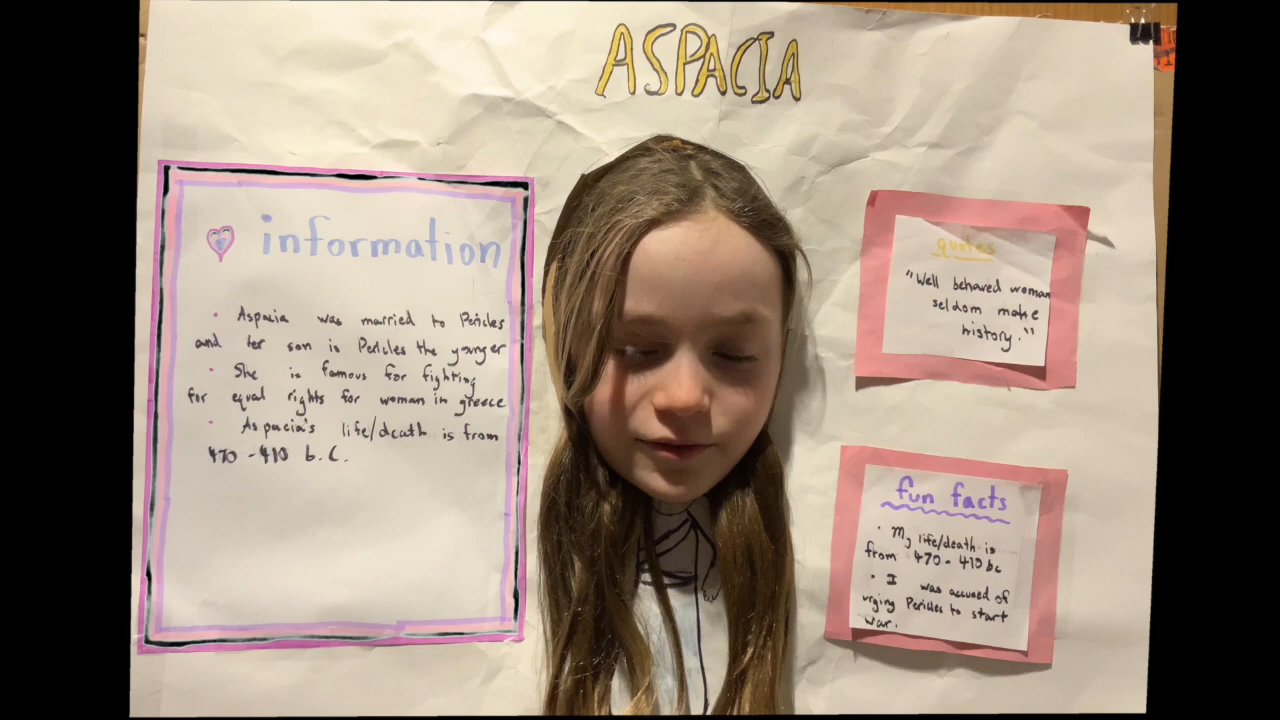 ASPACIA
information
• Aspacia was married to Pericles
and her son is Pericles the younger
• She is famous for fighting
for equal rights for woman in greece
• Aspacia's life/death is from
470 - 410 b.c.
quotes
"Well behaved woman
seldom make
history."
fun facts
• My life/death is
from 470 - 410 bc
• I was accused of
urging Pericles to start
war.